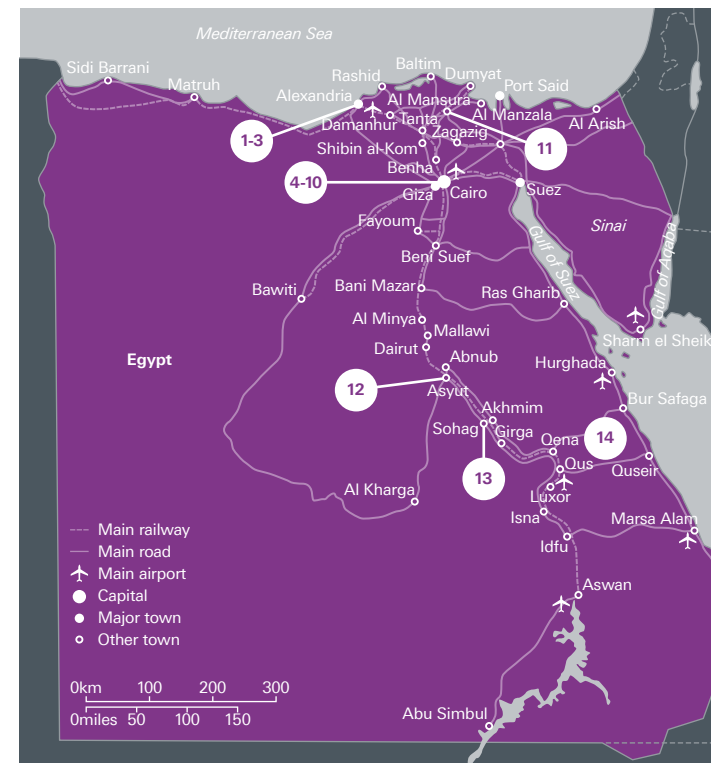 Mediterranean Sea
Sidi Barrani
Matruh
Baltim
Rashid
Dumyat
Port Said
Alexandria
Al Mansura
Al Manzala
Damanhur
Tanta
Zagazig
Al Arish
1-3
11
Shibin al-Kom
Benha
4-10
Giza
Cairo
Suez
Sinai
Fayoum
Gulf of Suez
Gulf of Aqaba
Beni Suef
Bawiti
Bani Mazar
Ras Gharib
Al Minya
Mallawi
Sharm el Sheik
Dairut
Egypt
Abnub
Hurghada
12
Asyut
Bur Safaga
Akhmim
Sohag
Girga
14
Qena
13
Qus
Quseir
Al Kharga
Luxor
Isna
Marsa Alam
Idfu
Main railway
Main road
Main airport
Capital
Major town
Other town
Aswan
0km 100 200 300
0miles 50 100 150
Abu Simbul